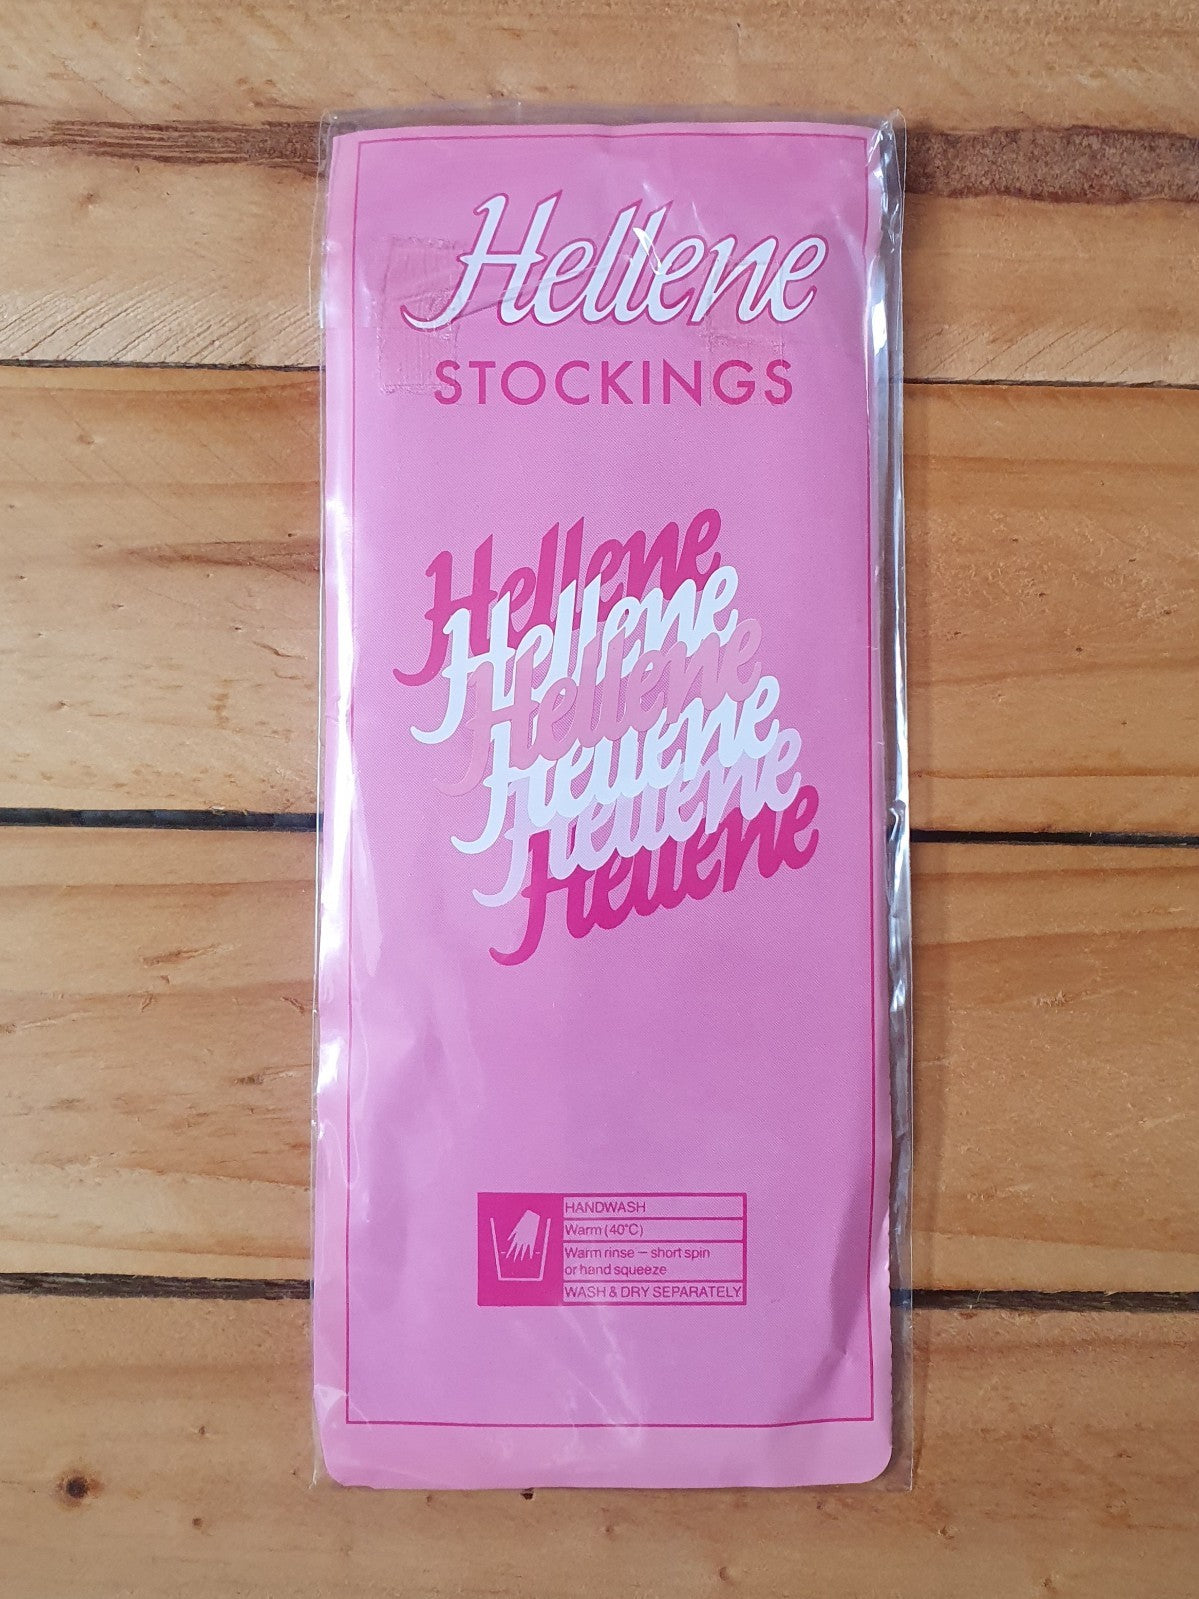 Hellene
STOCKINGS
Hellene
Hellene
Hellene
Hellene
Hellene
Hellene
HANDWASH
Warm (40°C)
Warm rinse – short spin
or hand squeeze
WASH & DRY SEPARATELY